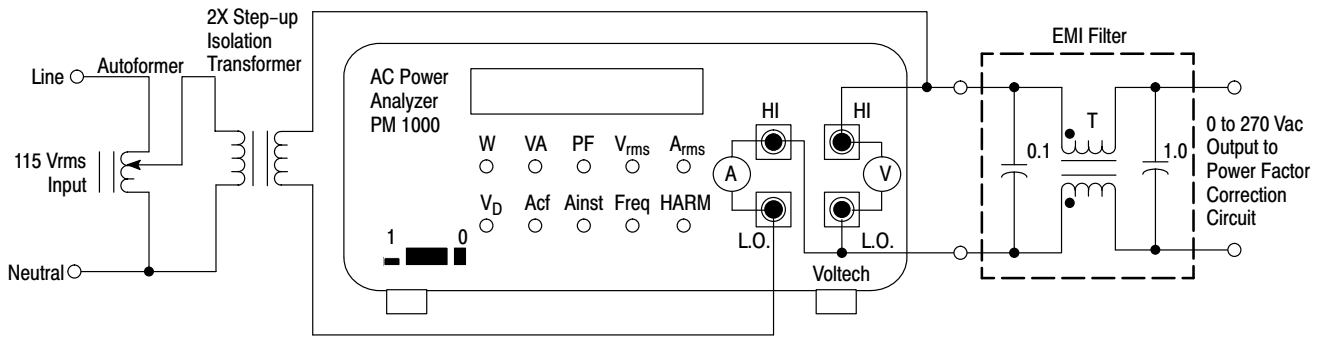 2X Step–up
Isolation
Transformer
Autoformer
Line
115 Vrms
Input
Neutral
AC Power
Analyzer
PM 1000
W VA PF Vrms Arms
VD Acf Ainst Freq HARM
1 0
HI
HI
A
V
L.O.
L.O.
Voltech
EMI Filter
0.1
T
1.0
0 to 270 Vac
Output to
Power Factor
Correction
Circuit